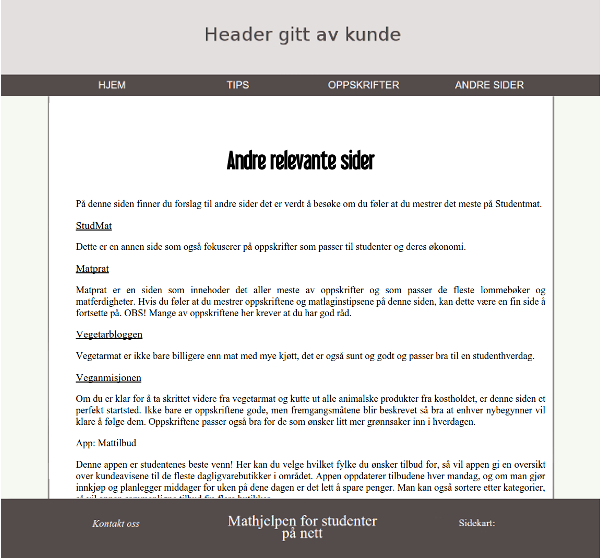 Header gitt av kunde
HJEM TIPS OPPSKRIFTER ANDRE SIDER
Andre relevante sider
På denne siden finner du forslag til andre sider det er verdt å besøke om du føler at du mestrer det meste på Studentmat.
StudMat
Dette er en annen side som også fokuserer på oppskrifter som passer til studenter og deres økonomi.
Matprat
Matprat er en siden som inneholder det aller meste av oppskrifter og som passer de fleste lommebøker og
matferdigheter. Hvis du føler at du mestrer oppskriftene og matlaginstipsene på denne siden, kan dette være en fin side å
fortsette på. OBS! Mange av oppskriftene her krever at du har god råd.
Vegetarbloggen
Vegetarmat er ikke bare billigere enn mat med mye kjøtt, det er også sunt og godt og passer bra til en studenthverdag.
Veganmisjonen
Om du er klar for å ta skrittet videre fra vegetarmat og kutte ut alle animalske produkter fra kostholdet, er denne siden et
perfekt startsted. Ikke bare er oppskriftene gode, men fremgangsmåtene blir beskrevet så bra at enhver nybegynner vil
klare å følge dem. Oppskriftene passer også bra for de som ønsker litt mer grønnsaker inn i hverdagen.
App: Mattilbud
Denne appen er studentenes beste venn! Her kan du velge hvilket fylke du ønsker tilbud for, så vil appen gi en oversikt
over kundeavisene til de fleste dagligvarebutikker i området. Appen oppdaterer tilbudene hver mandag, og om man gjør
innkjøp og planlegger middager for uken på dene dagen er det lett å spare penger. Man kan også sortere etter kategorier,
Kontakt oss
Mathjelpen for studenter
på nett
Sidekart: